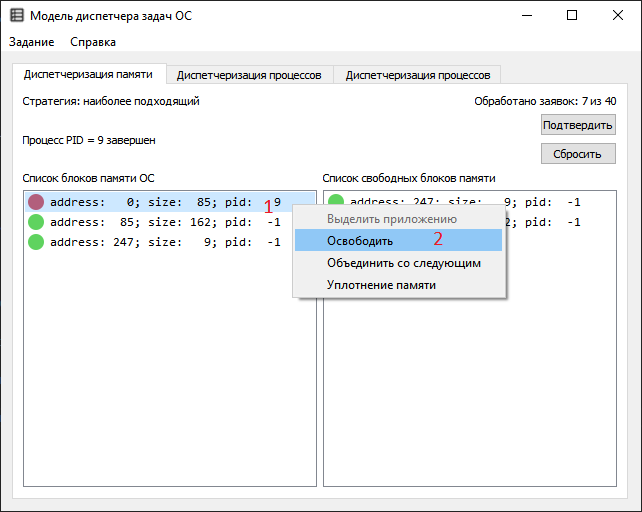 Модель диспетчера задач ОС
Задание Справка
Диспетчеризация памяти Диспетчеризация процессов Диспетчеризация процессов
Стратегия: наиболее подходящий Обработано заявок: 7 из 40
Подтвердить
Процесс PID = 9 завершен
Сбросить
Список блоков памяти ОС Список свободных блоков памяти
address: 0; size: 85; pid: 9 address: 247; size: 9; pid: -1
1
address: 85; size: 162; pid: -1 2; pid: -1
address: 247; size: 9; pid: -1
Выделить приложению
Освободить 2
Объединить со следующим
Уплотнение памяти